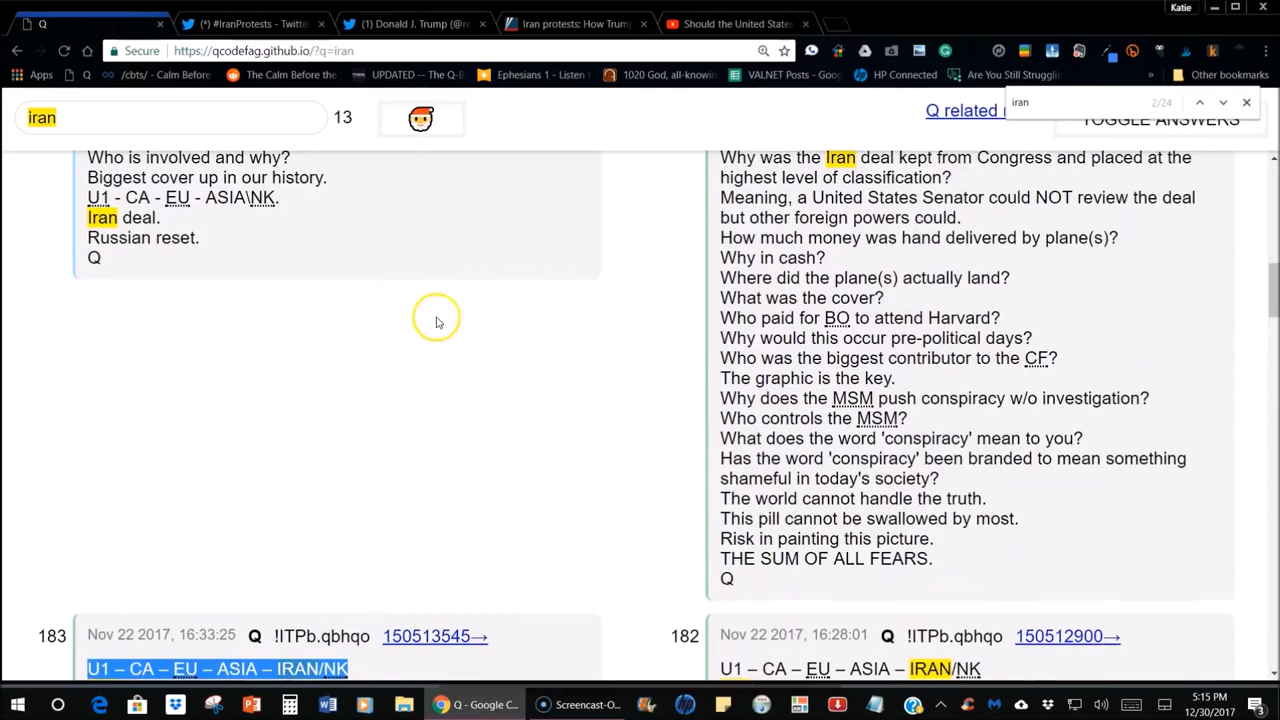 Katie
Q
(*) #IranProtests - Twitte
(1) Donald J. Trump (@re
Iran protests: How Trump
Should the United States
Secure
https://qcodefag.github.io/?q=iran
Apps
Q
/cbts/ - Calm Before
The Calm Before the
UPDATED -- The Q-B
Ephesians 1 - Listen
1020 God, all-knowin
VALNET Posts - Goog
HP Connected
Are You Still Struggli
»
Other bookmarks
iran
13
Q related
iran
2/24
TOGGLE ANSWERS
Who is involved and why?
Biggest cover up in our history.
U1 - CA - EU - ASIA\NK.
Iran deal.
Russian reset.
Q
Why was the Iran deal kept from Congress and placed at the
highest level of classification?
Meaning, a United States Senator could NOT review the deal
but other foreign powers could.
How much money was hand delivered by plane(s)?
Why in cash?
Where did the plane(s) actually land?
What was the cover?
Who paid for BO to attend Harvard?
Why would this occur pre-political days?
Who was the biggest contributor to the CF?
The graphic is the key.
Why does the MSM push conspiracy w/o investigation?
Who controls the MSM?
What does the word 'conspiracy' mean to you?
Has the word 'conspiracy' been branded to mean something
shameful in today's society?
The world cannot handle the truth.
This pill cannot be swallowed by most.
Risk in painting this picture.
THE SUM OF ALL FEARS.
Q
183
Nov 22 2017, 16:33:25 Q !ITPb.qbhqo 150513545→
U1 – CA – EU – ASIA – IRAN/NK
182
Nov 22 2017, 16:28:01 Q !ITPb.qbhqo 150512900→
U1 – CA – EU – ASIA – IRAN/NK
Q - Google C...
Screencast-O...
5:15 PM
12/30/2017